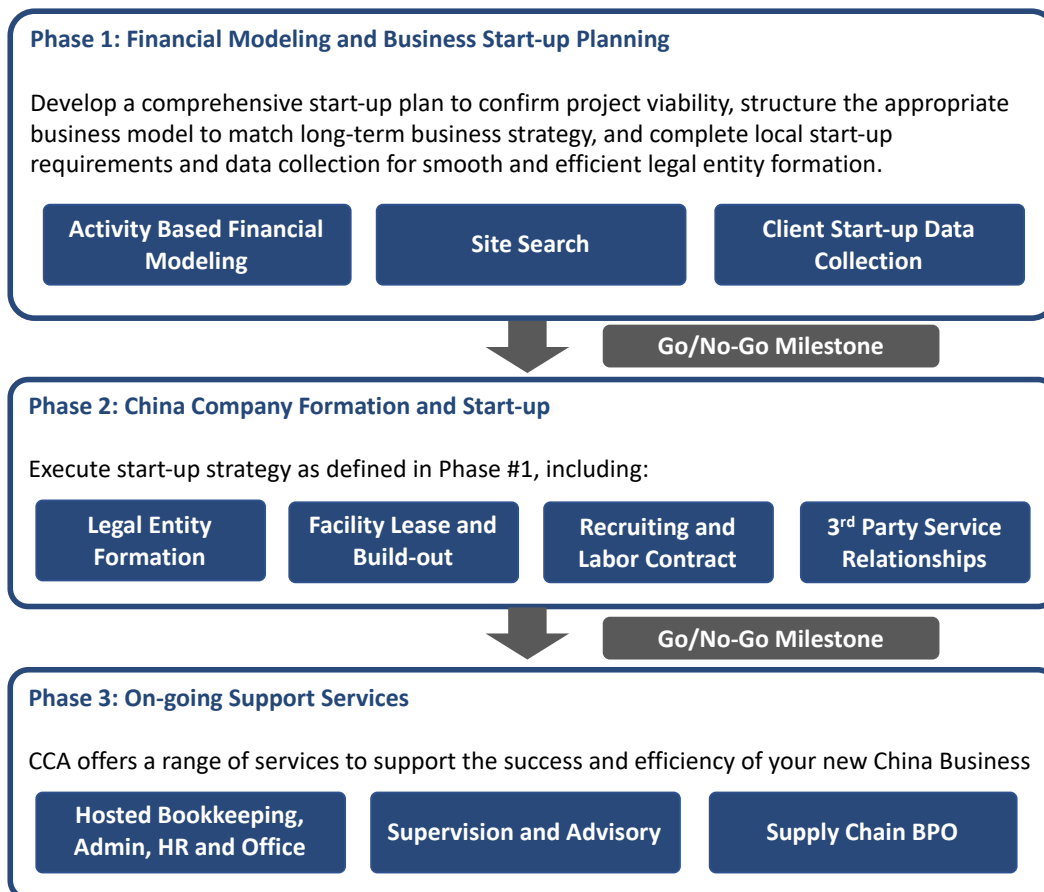 Phase 1: Financial Modeling and Business Start-up Planning
Develop a comprehensive start-up plan to confirm project viability, structure the appropriate
business model to match long-term business strategy, and complete local start-up
requirements and data collection for smooth and efficient legal entity formation.
Activity Based Financial
Modeling
Site Search
Client Start-up Data
Collection
Go/No-Go Milestone
Phase 2: China Company Formation and Start-up
Execute start-up strategy as defined in Phase #1, including:
Legal Entity
Formation
Facility Lease and
Build-out
Recruiting and
Labor Contract
3rd Party Service
Relationships
Go/No-Go Milestone
Phase 3: On-going Support Services
CCA offers a range of services to support the success and efficiency of your new China Business
Hosted Bookkeeping,
Admin, HR and Office
Supervision and Advisory
Supply Chain BPO